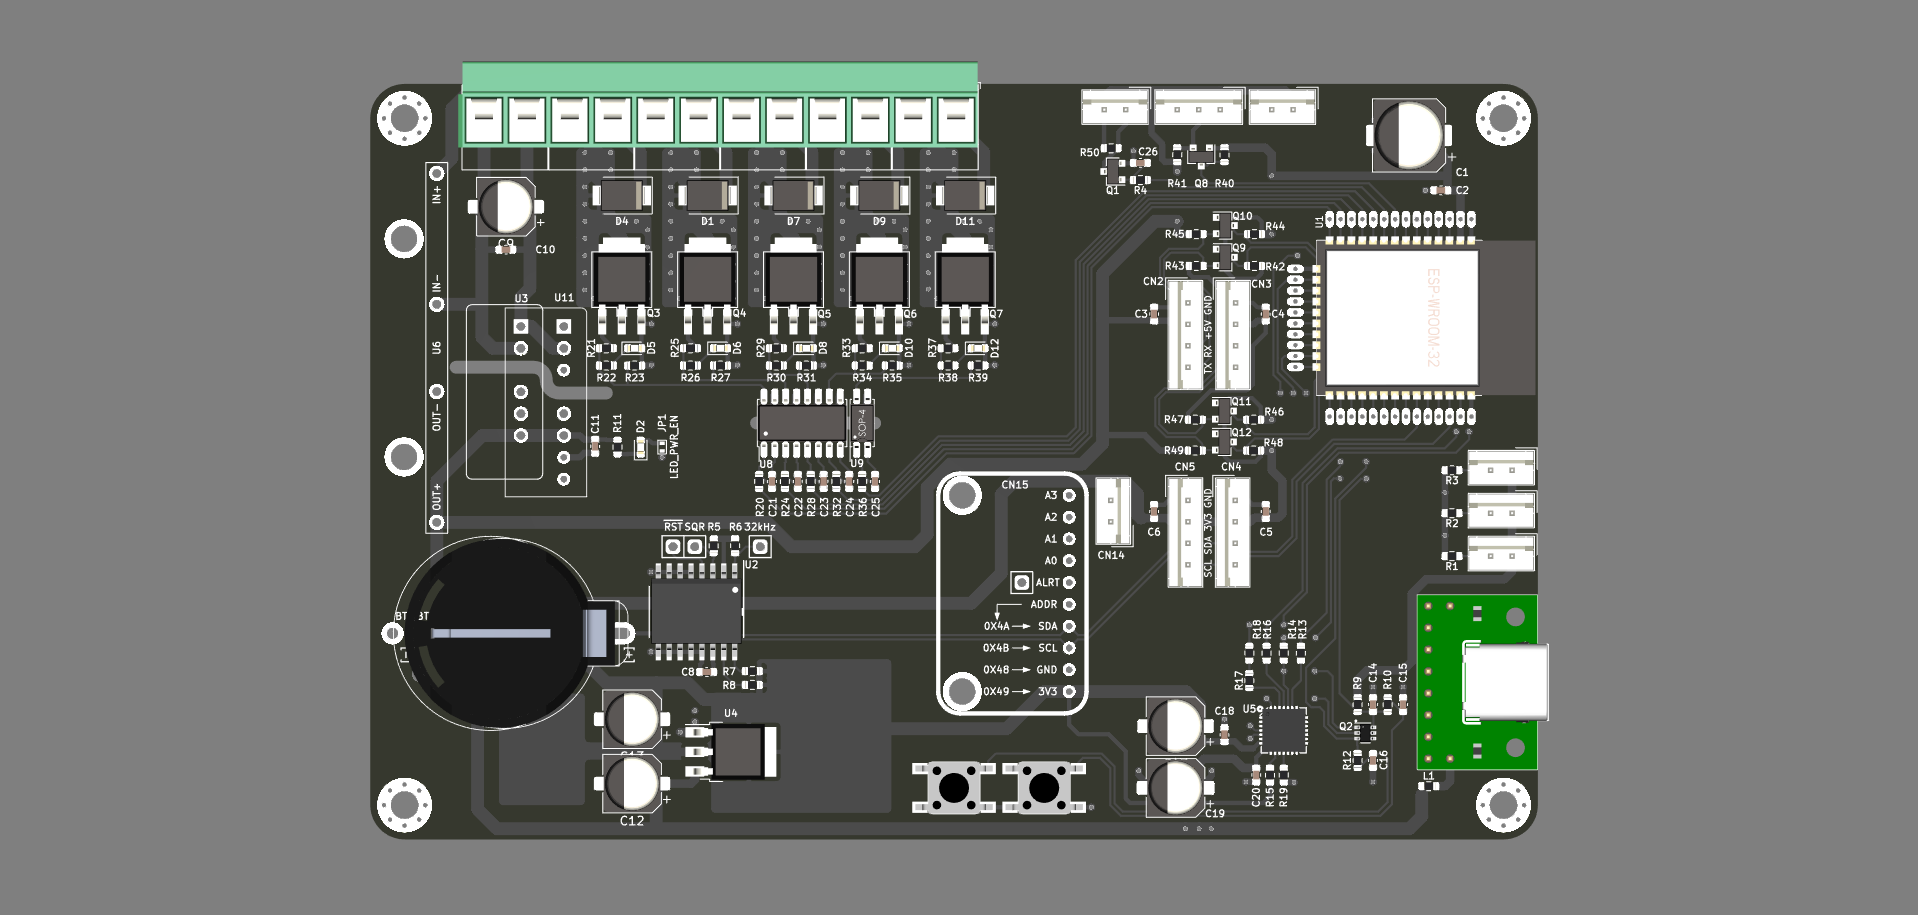 R50
C26
Q1
R4
R41
Q8
R40
C1
C2
IN+
D4
D1
D7
D9
D11
C10
Q10
R45
R44
Q9
R43
R42
U1
ESP-WROOM-32
IN-
U3
U11
Q3
Q4
Q5
Q6
Q7
CN2
CN3
C3
C4
TX RX +5V GND
U6
R21
D5
R25
D6
R29
D8
R33
D10
R37
D12
R22
R23
R26
R27
R30
R31
R34
R35
R38
R39
OUT-
C11
R11
D2
JP1
LED_PWR_EN
SOP-4
U8
U9
Q11
R47
R46
Q12
R49
R48
CN5
CN4
R20
C21
R24
C22
R28
C23
R32
C24
R36
C25
OUT+
RST
SQR
R5
R6
32kHz
U2
CN15
A3
A2
A1
A0
ALRT
ADDR
0X4A
SDA
0X4B
SCL
0X48
GND
0X49
3V3
CN14
C6
C5
SCL SDA 3V3 GND
R3
R2
R1
BT
BT
[-]
[+]
C8
R7
R8
U4
C12
R18
R16
R14
R13
R17
U5
C18
C20
R15
R19
C19
R9
C14
R10
C15
Q2
R12
C16
L1